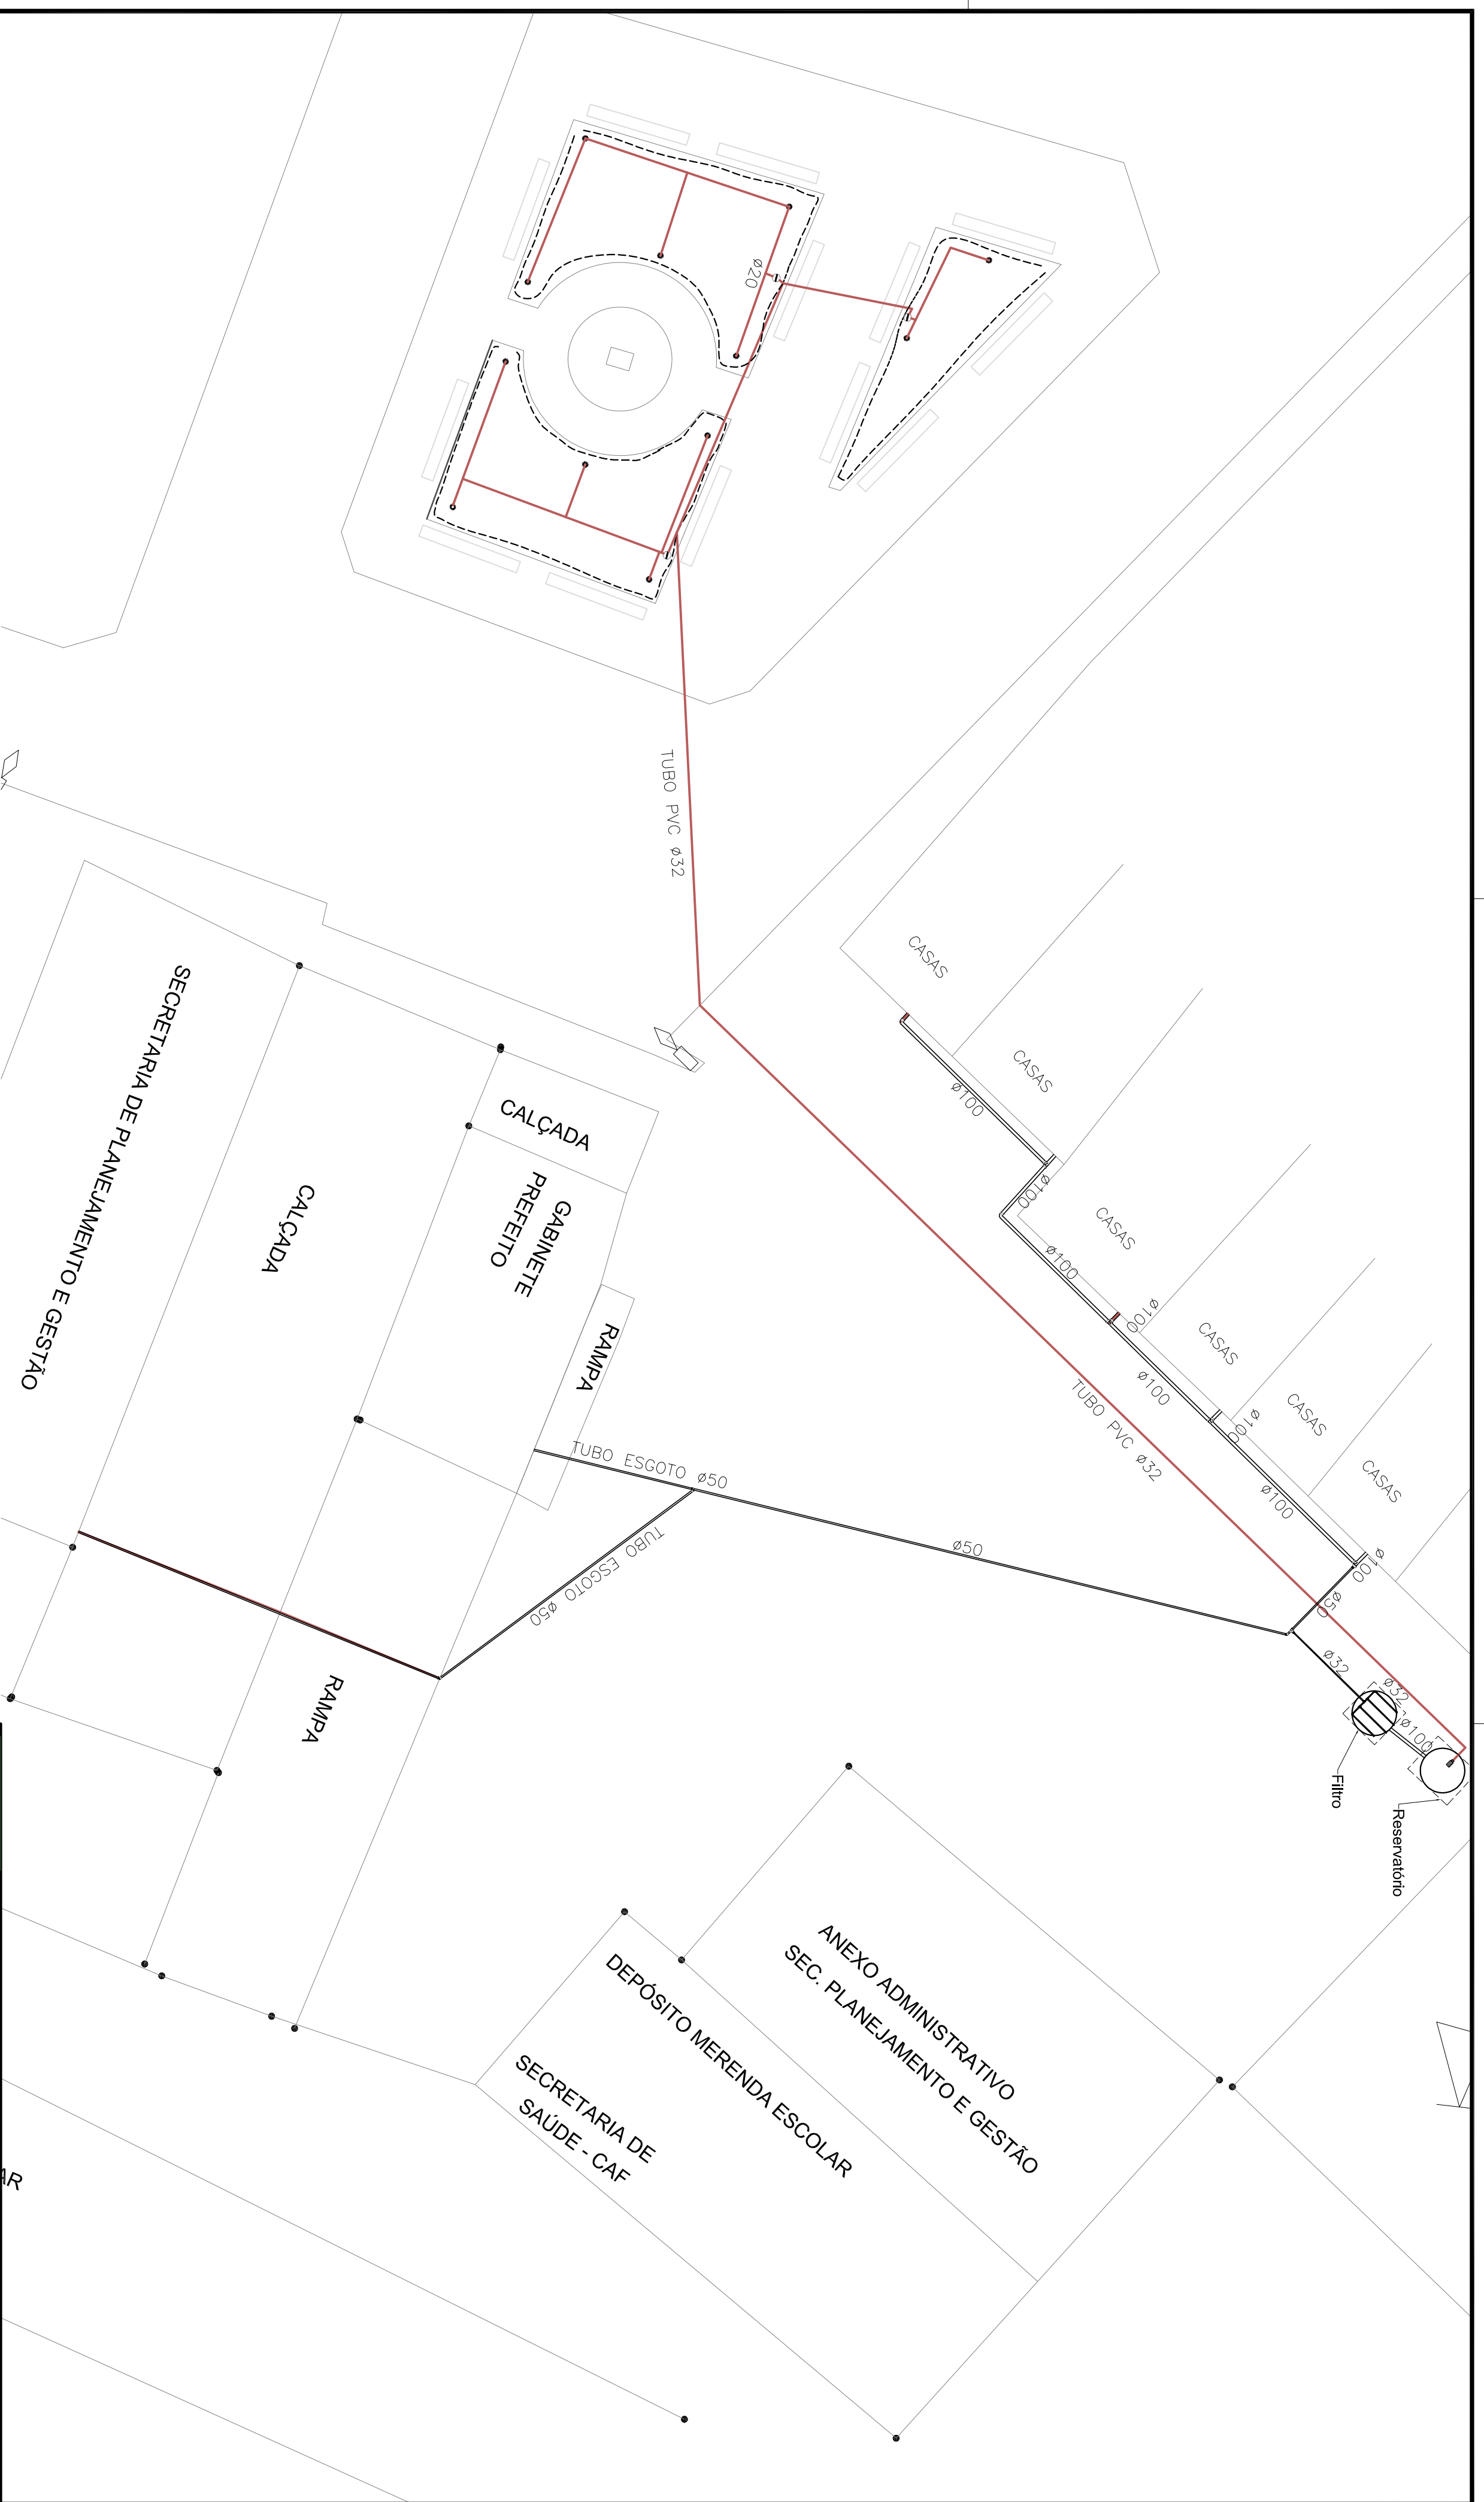 ø20
TUBO PVC ø32
CASAS
CASAS
CASAS
CASAS
CASAS
CASAS
ø100
ø100
ø100
ø100
ø100
ø100
ø100
ø100
ø50
ø32
ø32
ø100
TUBO PVC ø32
Filtro
Reservatório
SECRETARIA DE PLANEJAMENTO E GESTÃO
CALÇADA
CALÇADA
GABINETE
PREFEITO
RAMPA
TUBO ESGOTO ø50
TUBO ESGOTO ø50
ø50
RAMPA
ANEXO ADMINISTRATIVO
SEC. PLANEJAMENTO E GESTÃO
DEPÓSITO MERENDA ESCOLAR
SECRETARIA DE
SAÚDE - CAF
AR